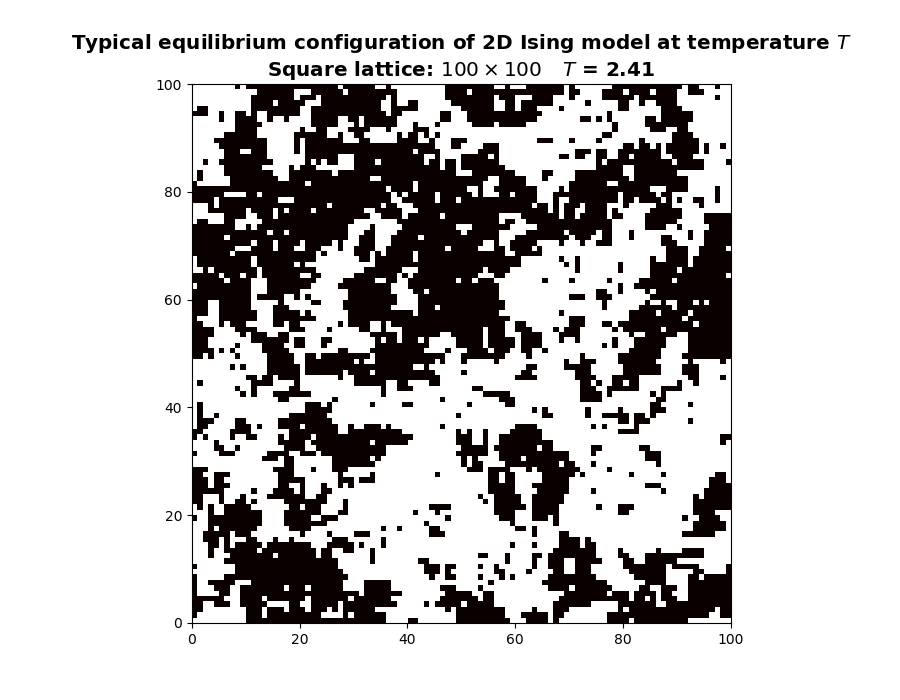 Typical equilibrium configuration of 2D Ising model at temperature T
Square lattice: 100 × 100 T = 2.41
100
80
60
40
20
0
0 20 40 60 80 100